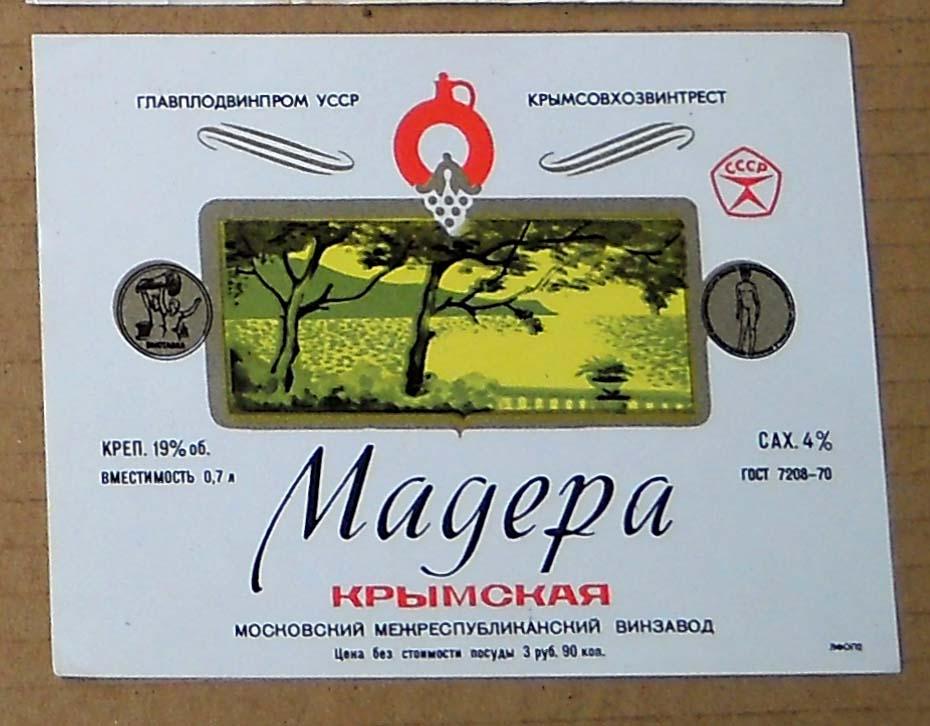 ГЛАВПЛОДВИНПРОМ УССР
КРЫМСОВХОЗВИНТРЕСТ
СССР
КРЕП. 19% об.
ВМЕСТИМОСТЬ 0,7 л
САХ. 4%
ГОСТ 7208-70
Мадера
КРЫМСКАЯ
МОСКОВСКИЙ МЕЖРЕСПУБЛИКАНСКИЙ ВИНЗАВОД
Цена без стоимости посуды 3 руб. 90 коп.